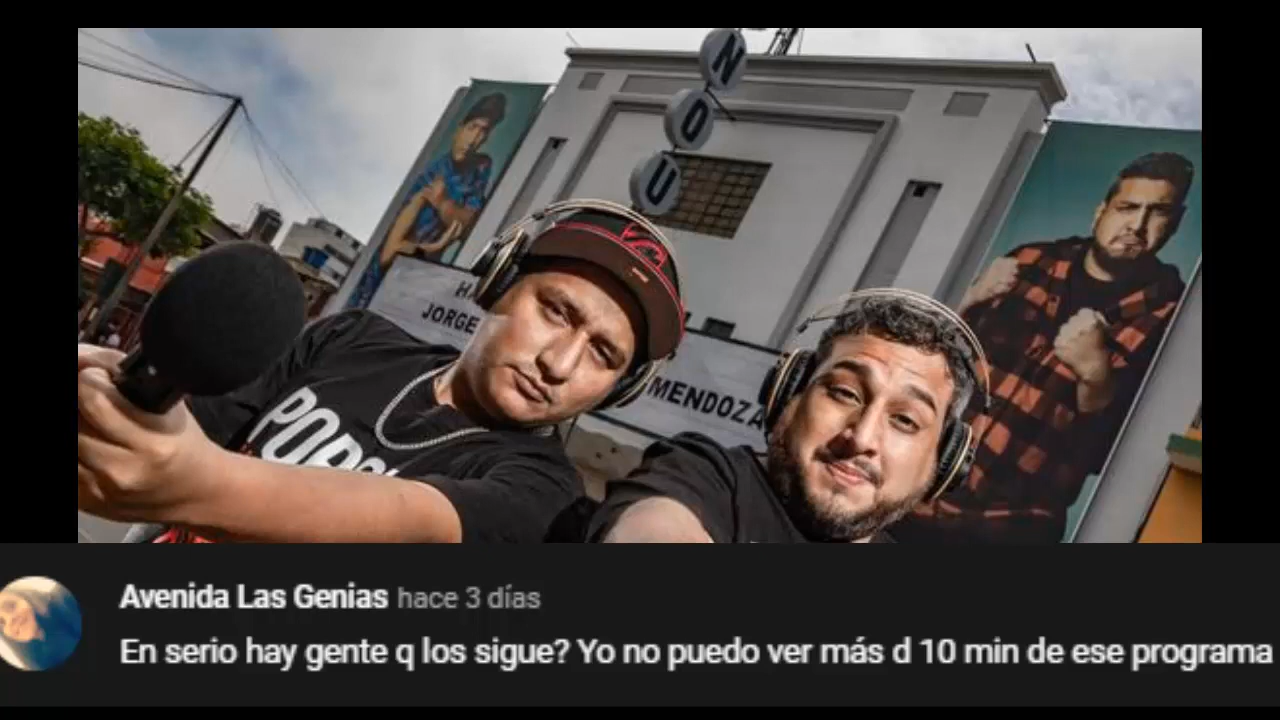 NOU
JORGE
MENDOZA
POR
Avenida Las Genias hace 3 días
En serio hay gente q los sigue? Yo no puedo ver más d 10 min de ese programa